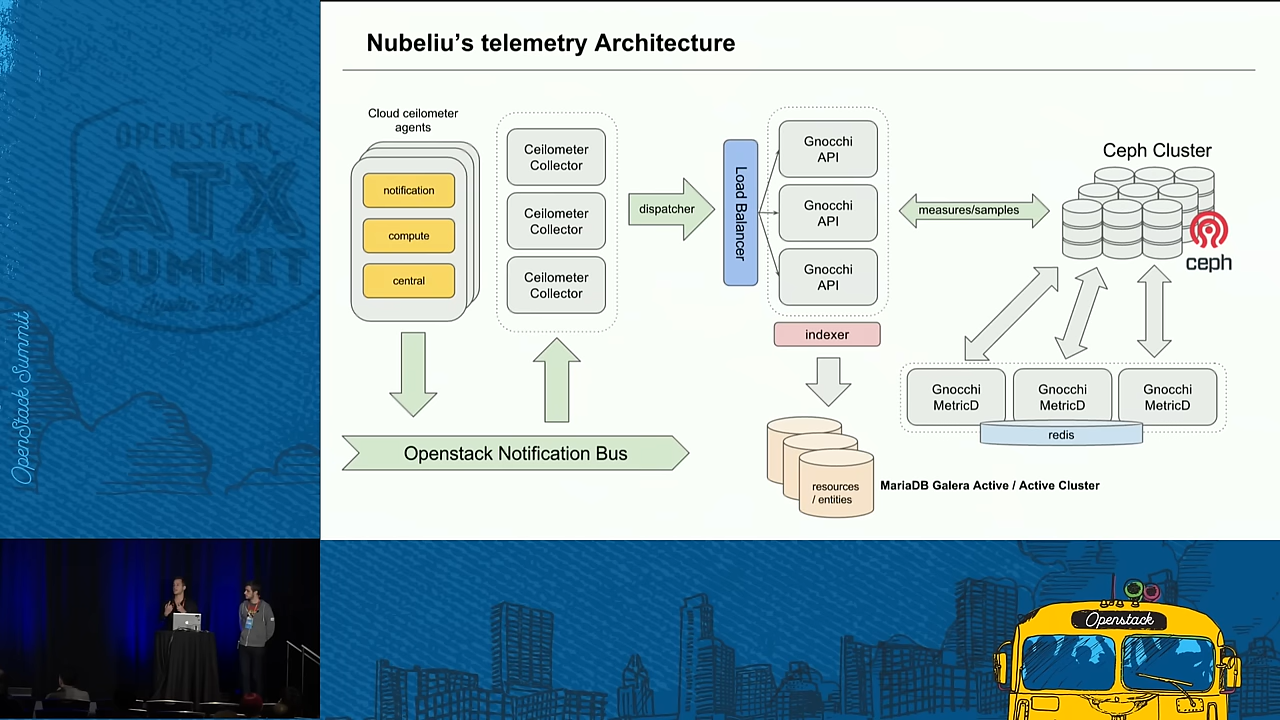 Nubeliu's telemetry Architecture
Cloud ceilometer
agents
notification
compute
central
Ceilometer
Collector
Ceilometer
Collector
Ceilometer
Collector
dispatcher
Load Balancer
Gnocchi
API
Gnocchi
API
Gnocchi
API
indexer
measures/samples
Ceph Cluster
ceph
Gnocchi
MetricD
Gnocchi
MetricD
Gnocchi
MetricD
redis
Openstack Notification Bus
resources
/ entities
MariaDB Galera Active / Active Cluster
OPENSTACK
ATX
SUMMIT
OpenStack Summit
Openstack